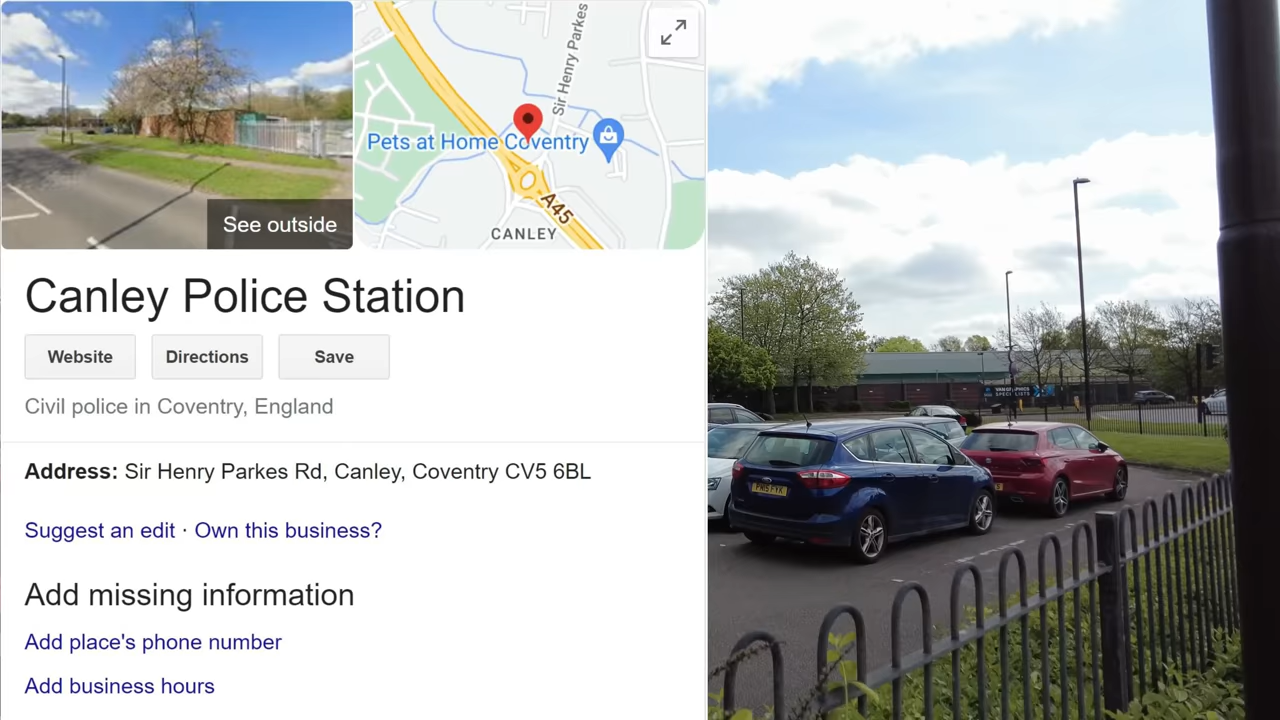 See outside
Sir Henry Parkes
Pets at Home Coventry
A45
CANLEY
Canley Police Station
Website
Directions
Save
Civil police in Coventry, England
Address: Sir Henry Parkes Rd, Canley, Coventry CV5 6BL
Suggest an edit · Own this business?
Add missing information
Add place's phone number
Add business hours
SPECIALISTS